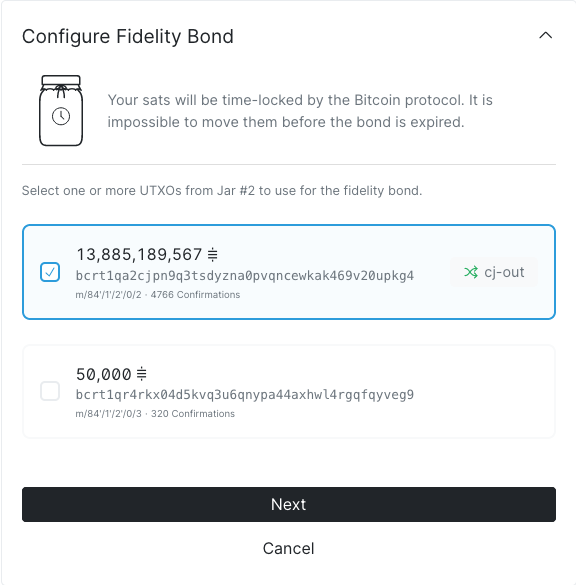 Configure Fidelity Bond
Your sats will be time-locked by the Bitcoin protocol. It is
impossible to move them before the bond is expired.
Select one or more UTXOs from Jar #2 to use for the fidelity bond.
13,885,189,567
bcrt1qa2cjpn9q3tsdyzna0pvqncewkak469v20upkg4
cj-out
m/84'/1'/2'/0/2 · 4766 Confirmations
50,000
bcrt1qr4rkx04d5kvq3u6qnypa44axhwl4rgqfqyveg9
m/84'/1'/2'/0/3 · 320 Confirmations
Next
Cancel